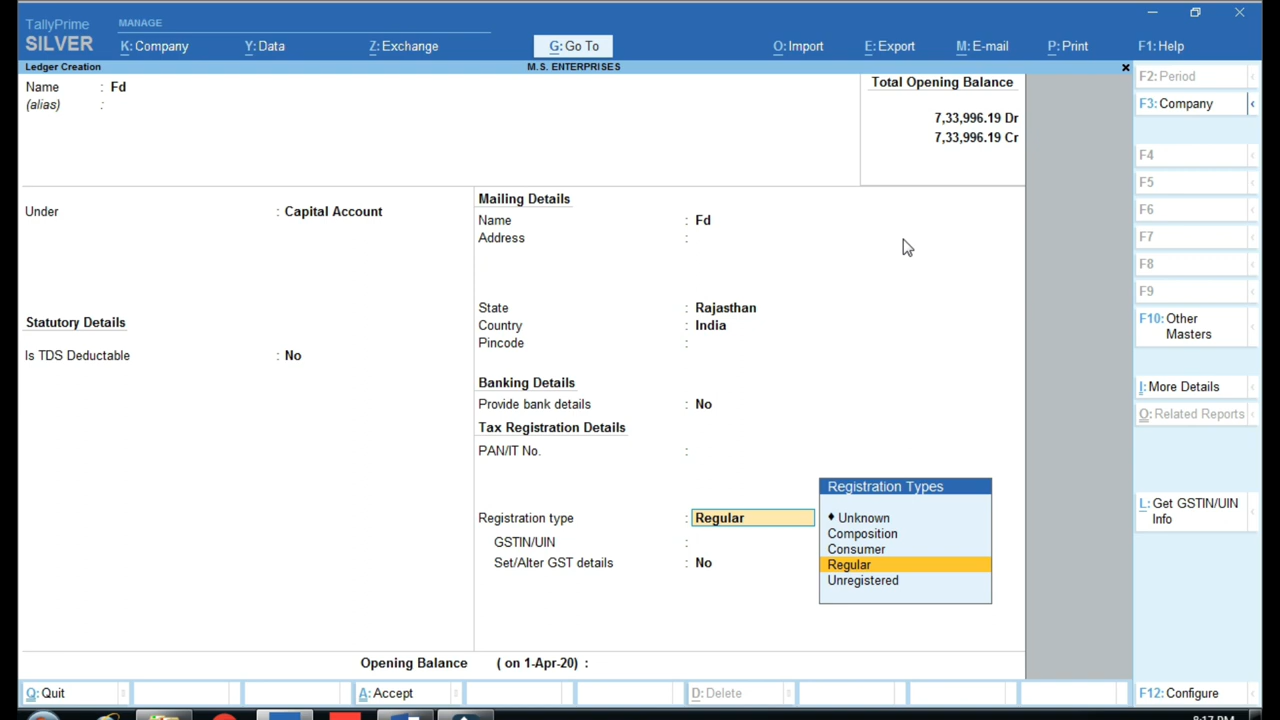 TallyPrime
SILVER
MANAGE
K: Company
Y: Data
Z: Exchange
G: Go To
O: Import
E: Export
M: E-mail
P: Print
F1: Help
Ledger Creation
M.S. ENTERPRISES
Name : Fd
(alias) :
Total Opening Balance
7,33,996.19 Dr
7,33,996.19 Cr
Under : Capital Account
Statutory Details
Is TDS Deductable : No
Mailing Details
Name : Fd
Address :
State : Rajasthan
Country : India
Pincode :
Banking Details
Provide bank details : No
Tax Registration Details
PAN/IT No. :
Registration type : Regular
GSTIN/UIN :
Set/Alter GST details : No
Registration Types
♦ Unknown
Composition
Consumer
Regular
Unregistered
Opening Balance ( on 1-Apr-20) :
F2: Period
F3: Company
F4
F5
F6
F7
F8
F9
F10: Other
Masters
I: More Details
O: Related Reports
L: Get GSTIN/UIN
Info
Q: Quit
A: Accept
D: Delete
F12: Configure
8:17 PM